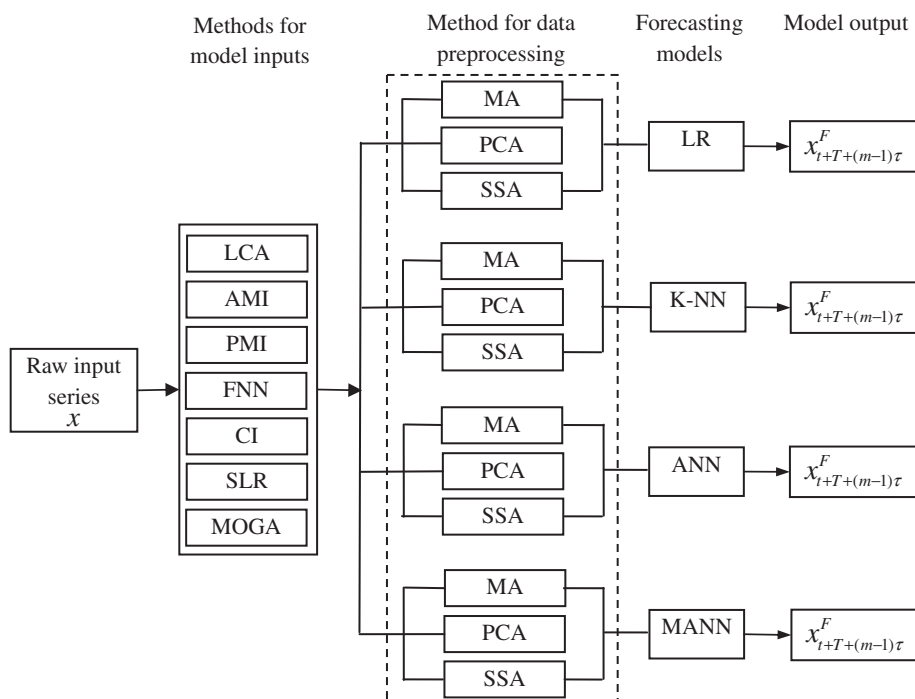 Methods for
model inputs
Method for data
preprocessing
Forecasting
models
Model output
Raw input
series
x
LCA
AMI
PMI
FNN
CI
SLR
MOGA
MA
PCA
SSA
LR
x^F_{t+T+(m−1)τ}
MA
PCA
SSA
K-NN
x^F_{t+T+(m−1)τ}
MA
PCA
SSA
ANN
x^F_{t+T+(m−1)τ}
MA
PCA
SSA
MANN
x^F_{t+T+(m−1)τ}